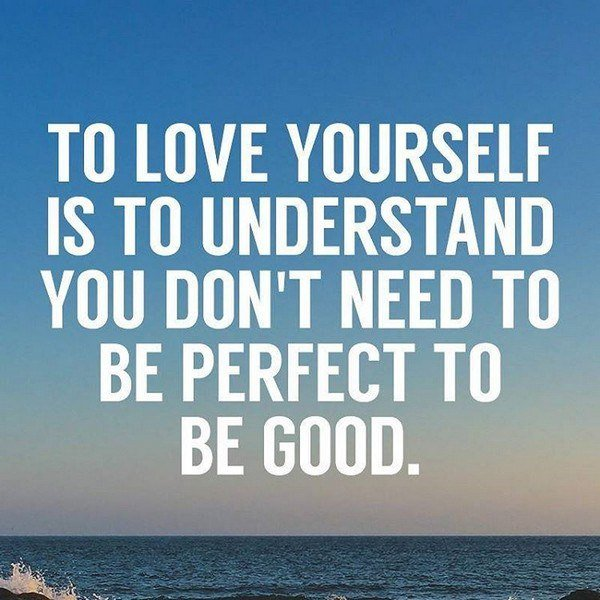 TO LOVE YOURSELF
IS TO UNDERSTAND
YOU DON'T NEED TO
BE PERFECT TO
BE GOOD.